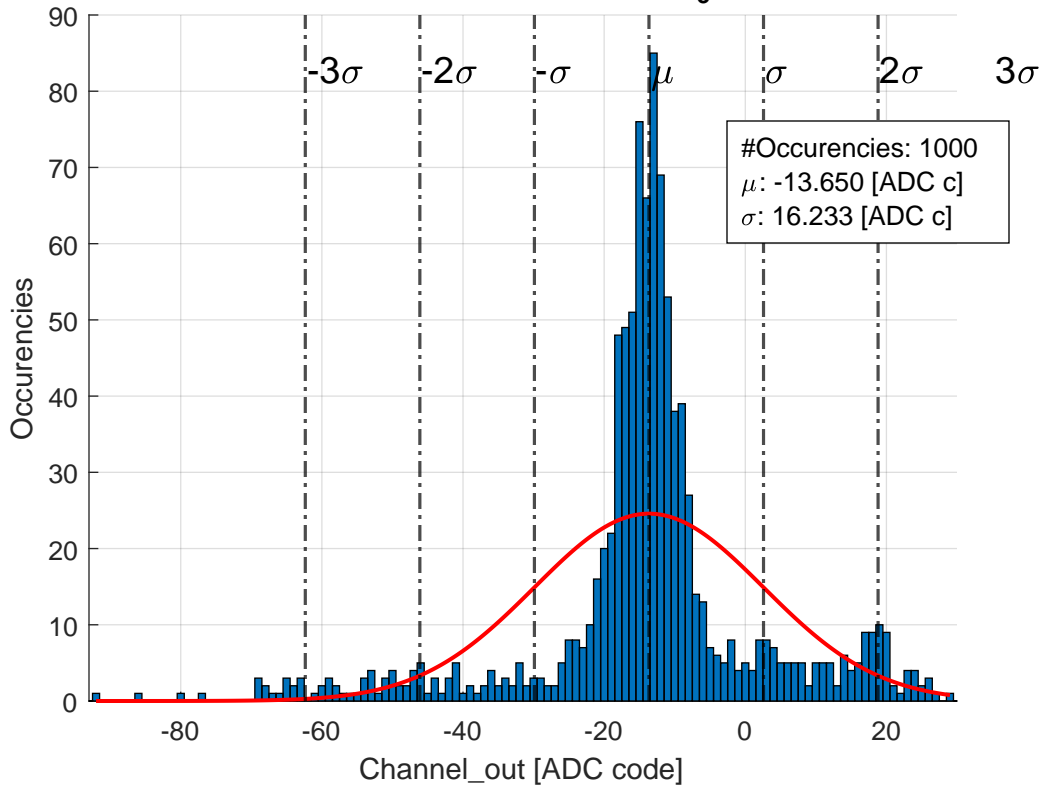 90
80
70
60
50
40
30
20
10
0
Occurencies
-3σ -2σ -σ μ σ 2σ 3σ
#Occurencies: 1000
μ: -13.650 [ADC c]
σ: 16.233 [ADC c]
-80 -60 -40 -20 0 20
Channel_out [ADC code]